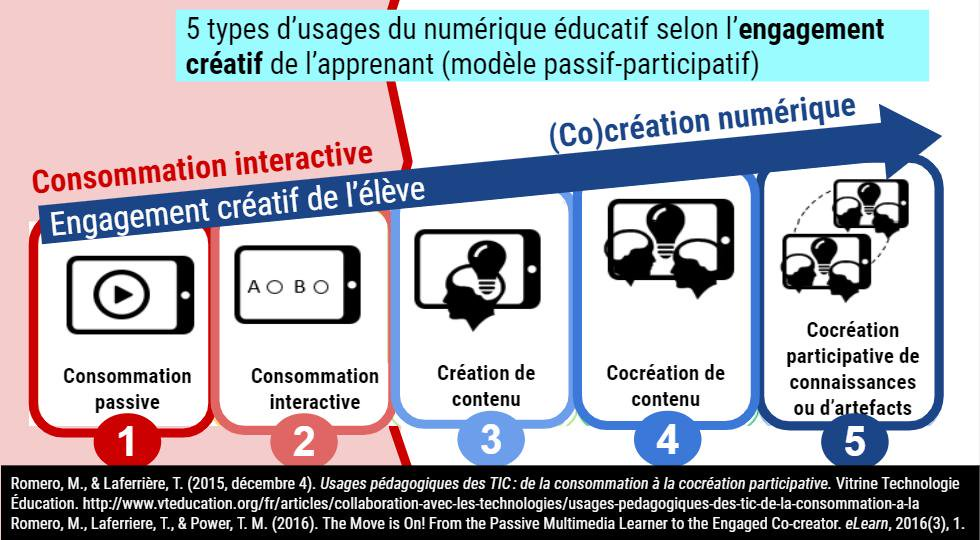 5 types d’usages du numérique éducatif selon l’engagement
créatif de l’apprenant (modèle passif-participatif)
(Co)création numérique
Consommation interactive
Engagement créatif de l’élève
A B
Consommation
passive
1
Consommation
interactive
2
Création de
contenu
3
Cocréation de
contenu
4
Cocréation
participative de
connaissances
ou d’artefacts
5
Romero, M., & Laferrière, T. (2015, décembre 4). Usages pédagogiques des TIC : de la consommation à la cocréation participative. Vitrine Technologie
Éducation. http://www.vteducation.org/fr/articles/collaboration-avec-les-technologies/usages-pedagogiques-des-tic-de-la-consommation-a-la
Romero, M., Laferriere, T., & Power, T. M. (2016). The Move is On! From the Passive Multimedia Learner to the Engaged Co-creator. eLearn, 2016(3), 1.